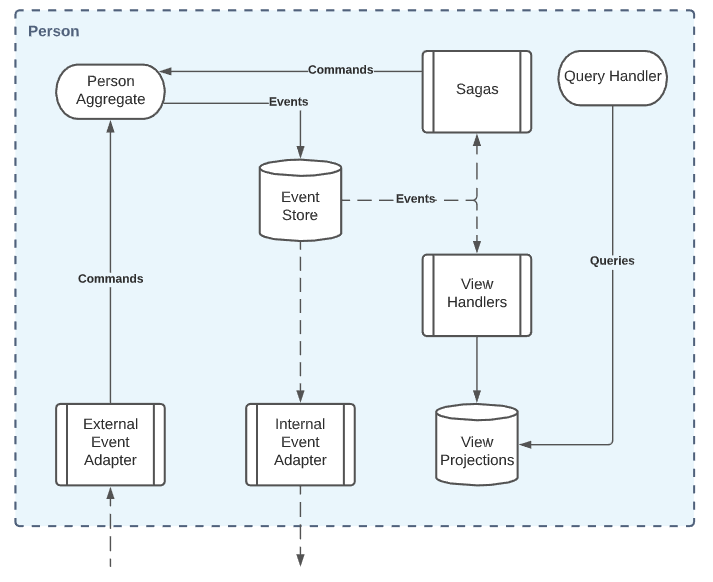 Person
Person
Aggregate
Commands
Sagas
Query Handler
Events
Event
Store
Events
Queries
Commands
View
Handlers
External
Event
Adapter
Internal
Event
Adapter
View
Projections